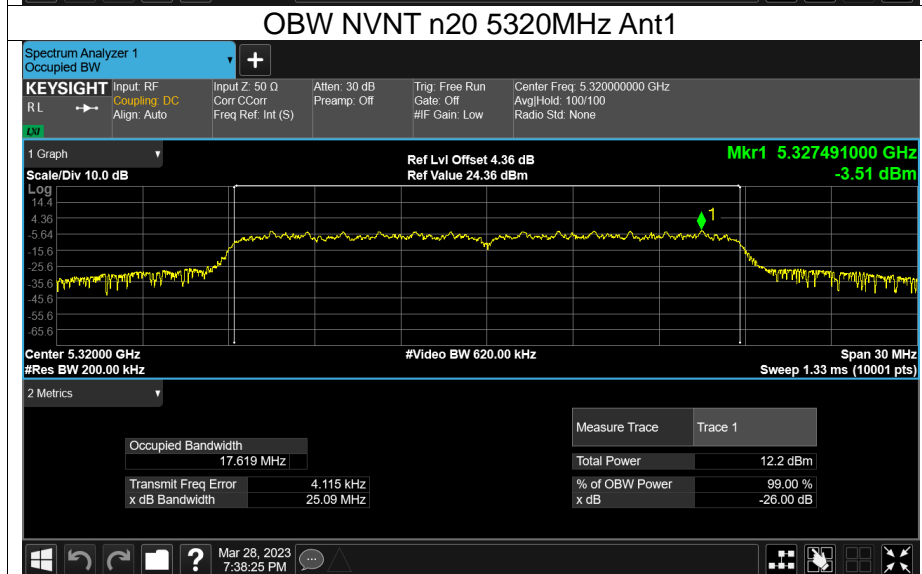 OBW NVNT n20 5320MHz Ant1
Spectrum Analyzer 1
Occupied BW
KEYSIGHT
R L
LXI
Input: RF
Coupling: DC
Align: Auto
Input Z: 50 Ω
Corr CCorr
Freq Ref: Int (S)
Atten: 30 dB
Preamp: Off
Trig: Free Run
Gate: Off
#IF Gain: Low
Center Freq: 5.320000000 GHz
Avg|Hold: 100/100
Radio Std: None
1 Graph
Scale/Div 10.0 dB
Ref Lvl Offset 4.36 dB
Ref Value 24.36 dBm
Mkr1 5.327491000 GHz
-3.51 dBm
Log
14.4
4.36
-5.64
-15.6
-25.6
-35.6
-45.6
-55.6
-65.6
1
Center 5.32000 GHz
#Res BW 200.00 kHz
#Video BW 620.00 kHz
Span 30 MHz
Sweep 1.33 ms (10001 pts)
2 Metrics
Measure Trace Trace 1
Occupied Bandwidth
17.619 MHz
Total Power 12.2 dBm
Transmit Freq Error 4.115 kHz
% of OBW Power 99.00 %
x dB Bandwidth 25.09 MHz
x dB -26.00 dB
?
Mar 28, 2023
7:38:25 PM